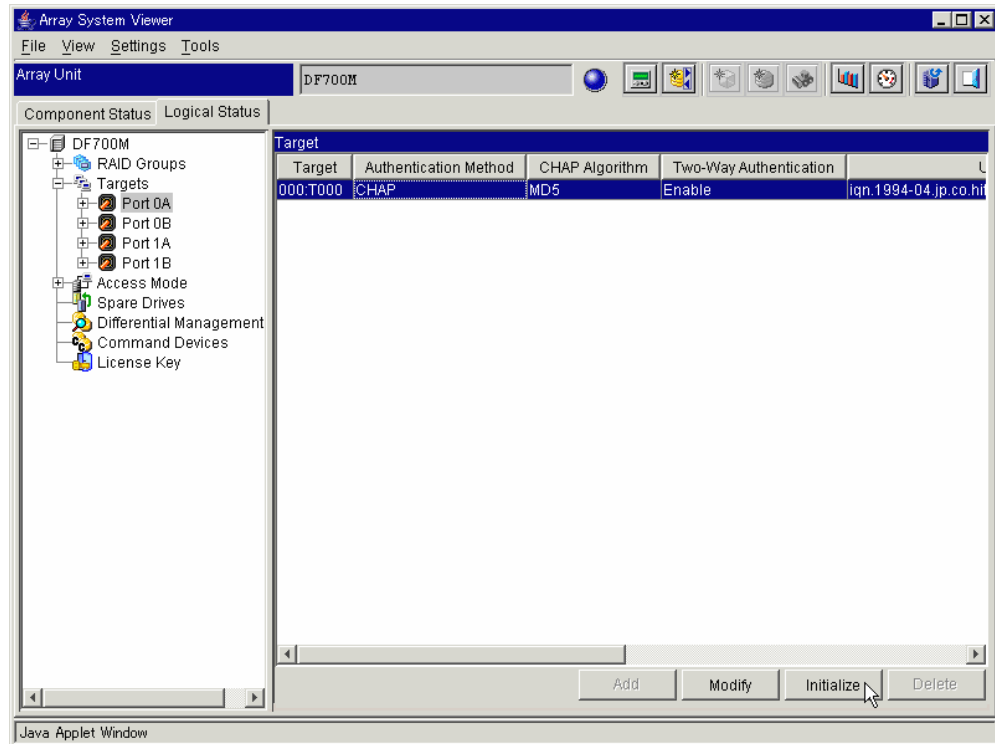 Array System Viewer
File View Settings Tools
Array Unit
DF700M
Component Status Logical Status
DF700M
RAID Groups
Targets
Port 0A
Port 0B
Port 1A
Port 1B
Access Mode
Spare Drives
Differential Management
Command Devices
License Key
Target
Target Authentication Method CHAP Algorithm Two-Way Authentication U
000:T000 CHAP MD5 Enable iqn.1994-04.jp.co.hit
Add Modify Initialize Delete
Java Applet Window